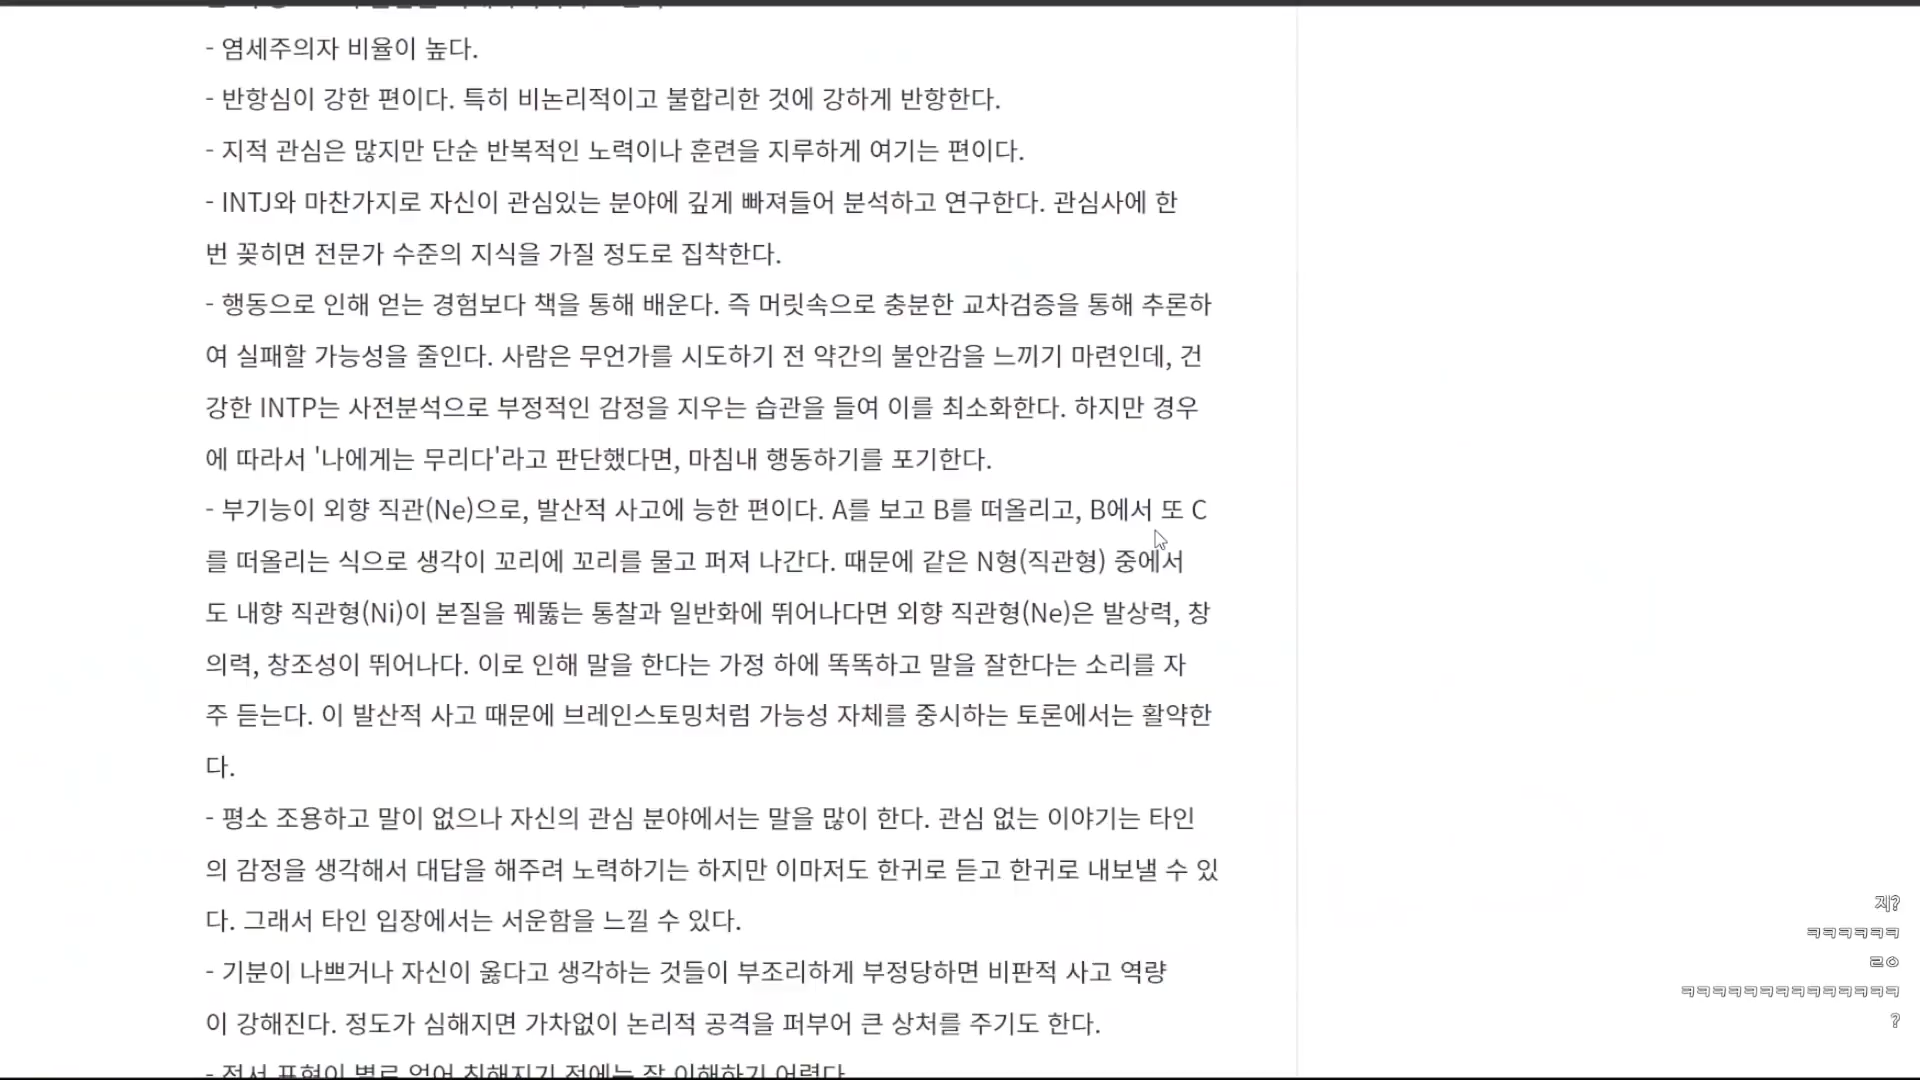 - 염세주의자 비율이 높다.
- 반항심이 강한 편이다. 특히 비논리적이고 불합리한 것에 강하게 반항한다.
- 지적 관심은 많지만 단순 반복적인 노력이나 훈련을 지루하게 여기는 편이다.
- INTJ와 마찬가지로 자신이 관심있는 분야에 깊게 빠져들어 분석하고 연구한다. 관심사에 한
번 꽂히면 전문가 수준의 지식을 가질 정도로 집착한다.
- 행동으로 인해 얻는 경험보다 책을 통해 배운다. 즉 머릿속으로 충분한 교차검증을 통해 추론하
여 실패할 가능성을 줄인다. 사람은 무언가를 시도하기 전 약간의 불안감을 느끼기 마련인데, 건
강한 INTP는 사전분석으로 부정적인 감정을 지우는 습관을 들여 이를 최소화한다. 하지만 경우
에 따라서 '나에게는 무리다'라고 판단했다면, 마침내 행동하기를 포기한다.
- 부기능이 외향 직관(Ne)으로, 발산적 사고에 능한 편이다. A를 보고 B를 떠올리고, B에서 또 C
를 떠올리는 식으로 생각이 꼬리에 꼬리를 물고 퍼져 나간다. 때문에 같은 N형(직관형) 중에서
도 내향 직관형(Ni)이 본질을 꿰뚫는 통찰과 일반화에 뛰어나다면 외향 직관형(Ne)은 발상력, 창
의력, 창조성이 뛰어나다. 이로 인해 말을 한다는 가정 하에 똑똑하고 말을 잘한다는 소리를 자
주 듣는다. 이 발산적 사고 때문에 브레인스토밍처럼 가능성 자체를 중시하는 토론에서는 활약한
다.
- 평소 조용하고 말이 없으나 자신의 관심 분야에서는 말을 많이 한다. 관심 없는 이야기는 타인
의 감정을 생각해서 대답을 해주려 노력하기는 하지만 이마저도 한귀로 듣고 한귀로 내보낼 수 있
다. 그래서 타인 입장에서는 서운함을 느낄 수 있다.
- 기분이 나쁘거나 자신이 옳다고 생각하는 것들이 부조리하게 부정당하면 비판적 사고 역량
이 강해진다. 정도가 심해지면 가차없이 논리적 공격을 퍼부어 큰 상처를 주기도 한다.
- 정서 표현이 별로 없어 친해지기 전에는 잘 이해하기 어렵다
지?
ㅋㅋㅋㅋㅋㅋ
ㄹㅇ
ㅋㅋㅋㅋㅋㅋㅋㅋㅋㅋㅋㅋㅋㅋ
?